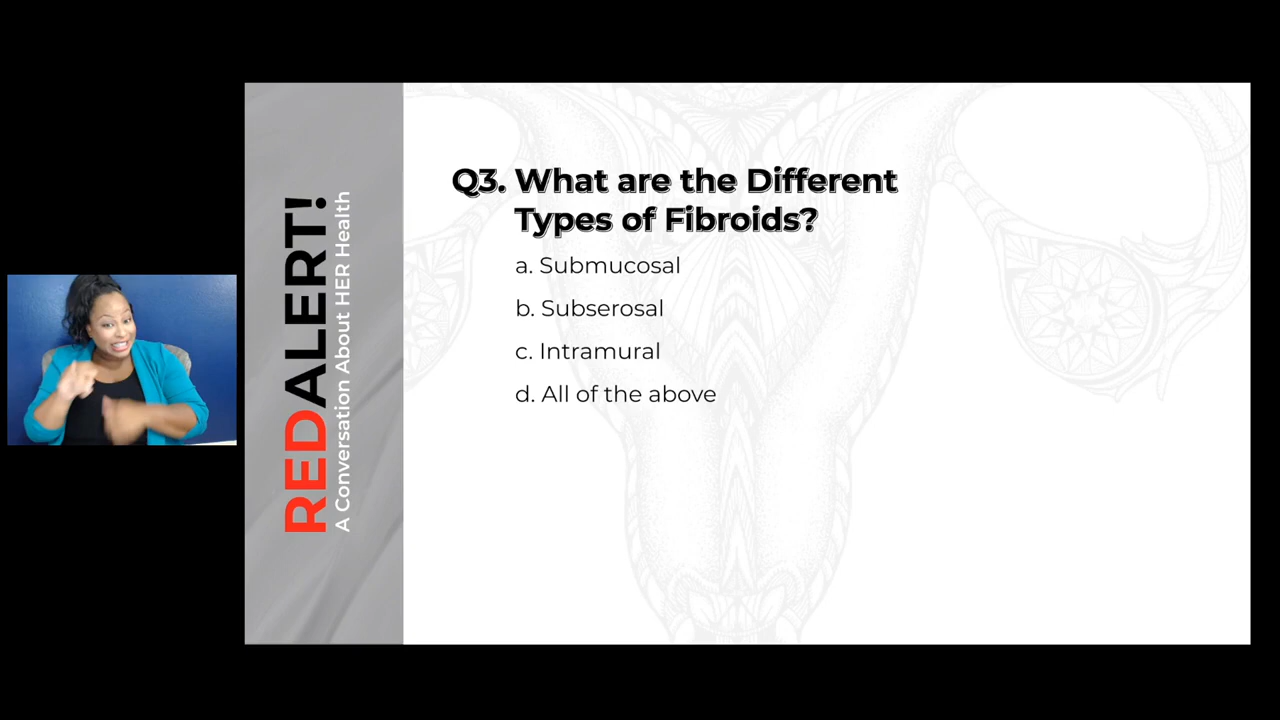 REDALERT!
A Conversation About HER Health
Q3. What are the Different
Types of Fibroids?
a. Submucosal
b. Subserosal
c. Intramural
d. All of the above